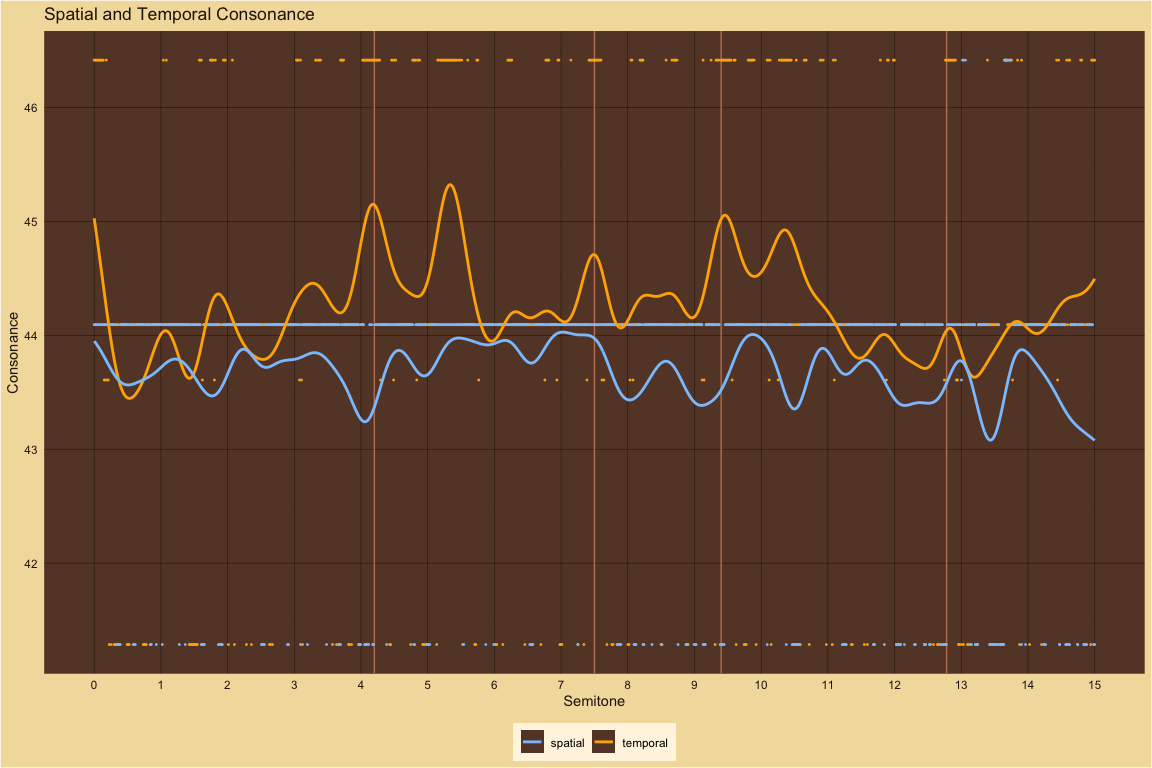 Spatial and Temporal Consonance
Consonance
46
45
44
43
42
0 1 2 3 4 5 6 7 8 9 10 11 12 13 14 15
Semitone
spatial temporal